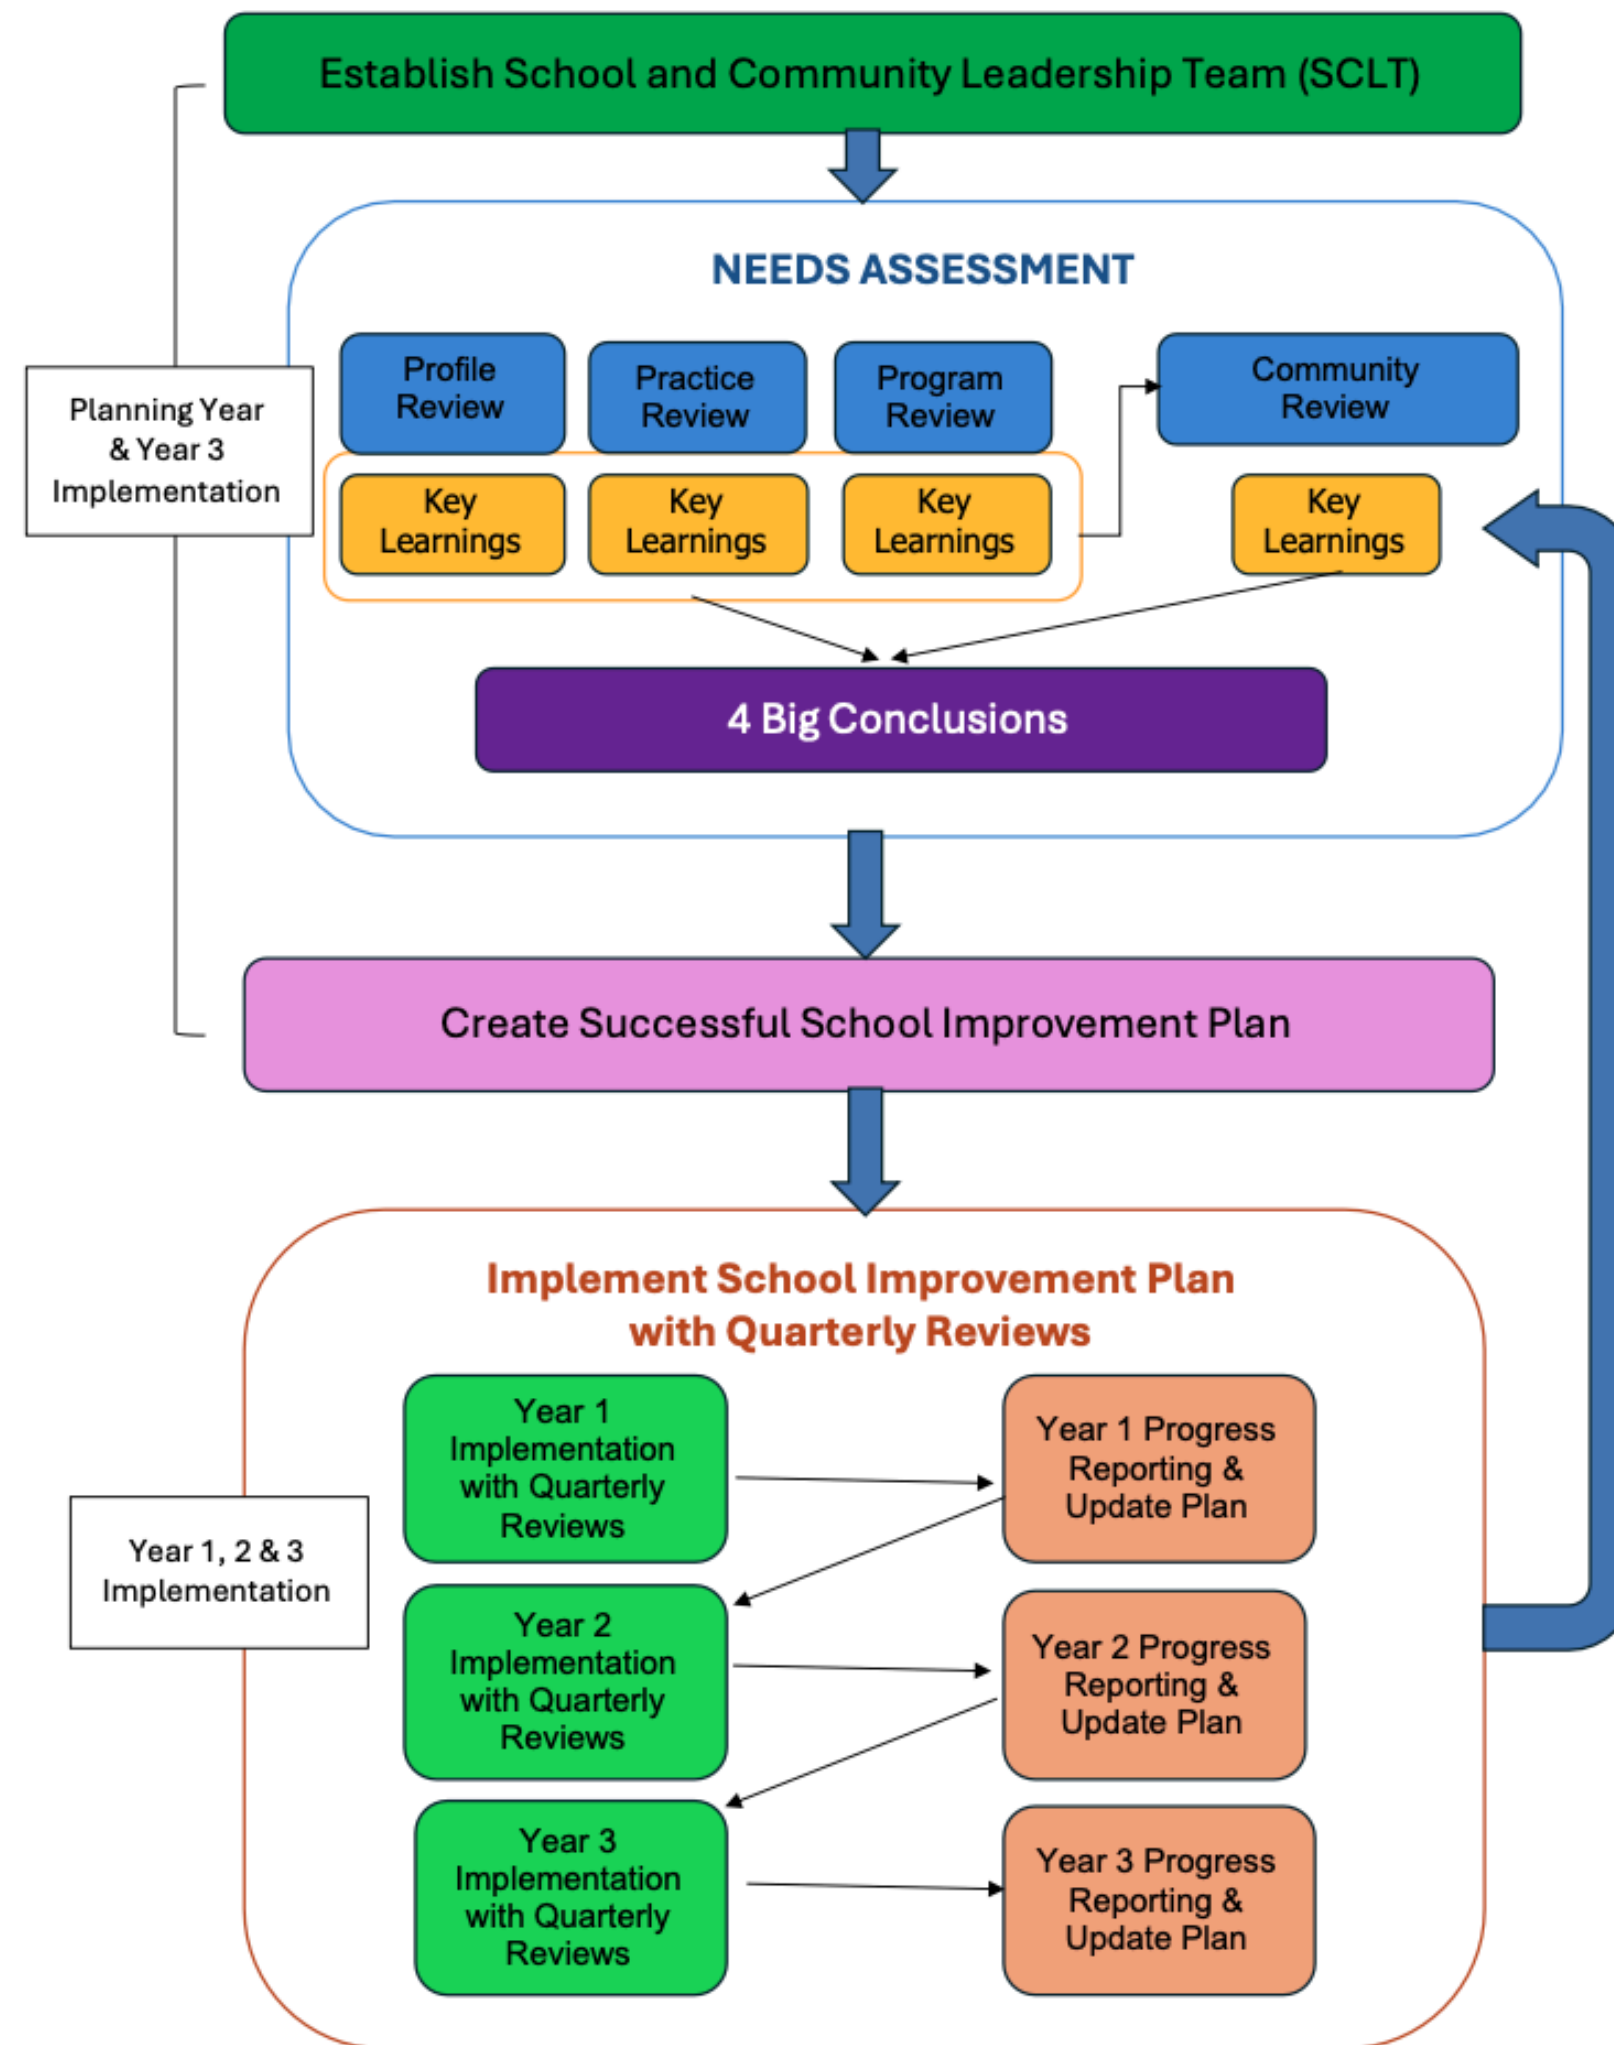 Establish School and Community Leadership Team (SCLT)
NEEDS ASSESSMENT
Planning Year
& Year 3
Implementation
Profile
Review
Practice
Review
Program
Review
Community
Review
Key
Learnings
Key
Learnings
Key
Learnings
Key
Learnings
4 Big Conclusions
Create Successful School Improvement Plan
Implement School Improvement Plan
with Quarterly Reviews
Year 1, 2 & 3
Implementation
Year 1
Implementation
with Quarterly
Reviews
Year 1 Progress
Reporting &
Update Plan
Year 2
Implementation
with Quarterly
Reviews
Year 2 Progress
Reporting &
Update Plan
Year 3
Implementation
with Quarterly
Reviews
Year 3 Progress
Reporting &
Update Plan